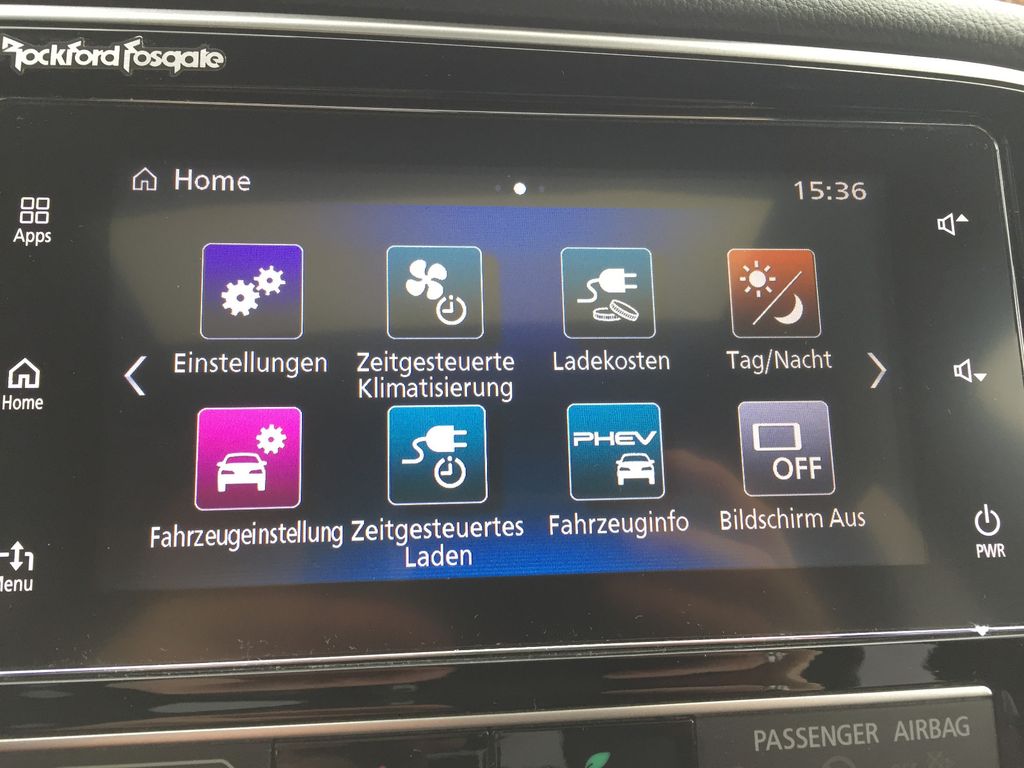 Rockford Fosgate
Home
15:36
Apps
Einstellungen
Zeitgesteuerte
Klimatisierung
Ladekosten
Tag/Nacht
Home
PHEV
OFF
Fahrzeugeinstellung
Zeitgesteuertes
Laden
Fahrzeuginfo
Bildschirm Aus
Menu
PWR
PASSENGER AIRBAG